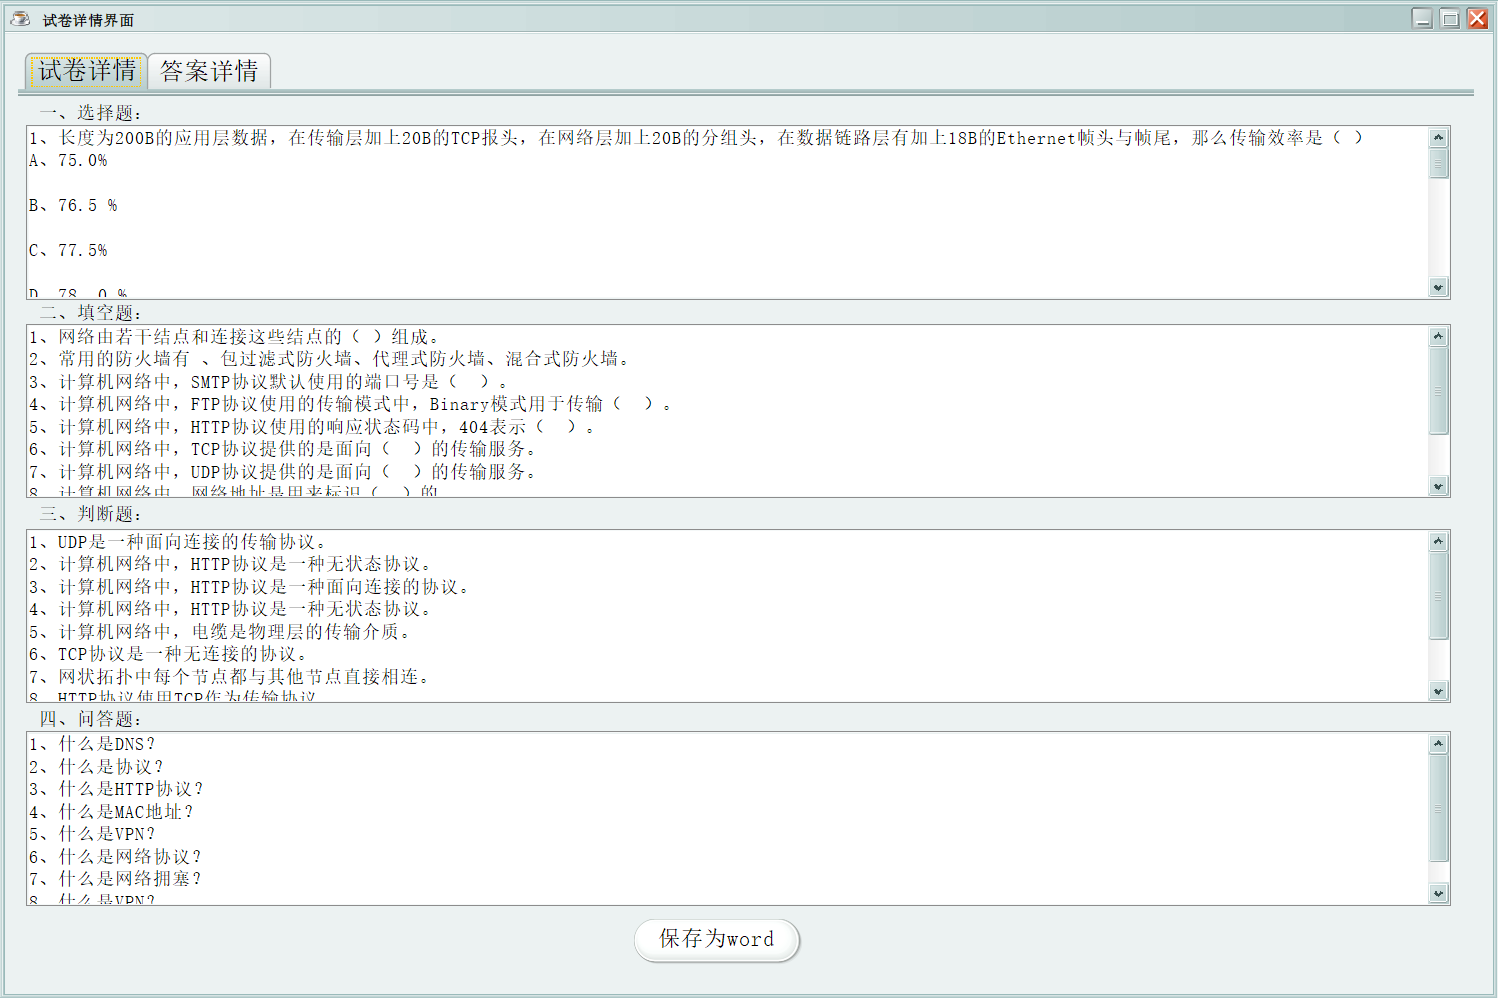 试卷详情界面
试卷详情 答案详情
一、选择题：
1、长度为200B的应用层数据，在传输层加上20B的TCP报头，在网络层加上20B的分组头，在数据链路层有加上18B的Ethernet帧头与帧尾，那么传输效率是（ ）
A、75.0%
B、76.5 %
C、77.5%
D、78. 0 %
二、填空题：
1、网络由若干结点和连接这些结点的（ ）组成。
2、常用的防火墙有 、包过滤式防火墙、代理式防火墙、混合式防火墙。
3、计算机网络中，SMTP协议默认使用的端口号是（  ）。
4、计算机网络中，FTP协议使用的传输模式中，Binary模式用于传输（  ）。
5、计算机网络中，HTTP协议使用的响应状态码中，404表示（  ）。
6、计算机网络中，TCP协议提供的是面向（  ）的传输服务。
7、计算机网络中，UDP协议提供的是面向（  ）的传输服务。
8、计算机网络中，网络地址是用来标识（  ）的
三、判断题：
1、UDP是一种面向连接的传输协议。
2、计算机网络中，HTTP协议是一种无状态协议。
3、计算机网络中，HTTP协议是一种面向连接的协议。
4、计算机网络中，HTTP协议是一种无状态协议。
5、计算机网络中，电缆是物理层的传输介质。
6、TCP协议是一种无连接的协议。
7、网状拓扑中每个节点都与其他节点直接相连。
8、HTTP协议使用TCP作为传输协议
四、问答题：
1、什么是DNS？
2、什么是协议？
3、什么是HTTP协议？
4、什么是MAC地址？
5、什么是VPN？
6、什么是网络协议？
7、什么是网络拥塞？
8、什么是VPN？
保存为word